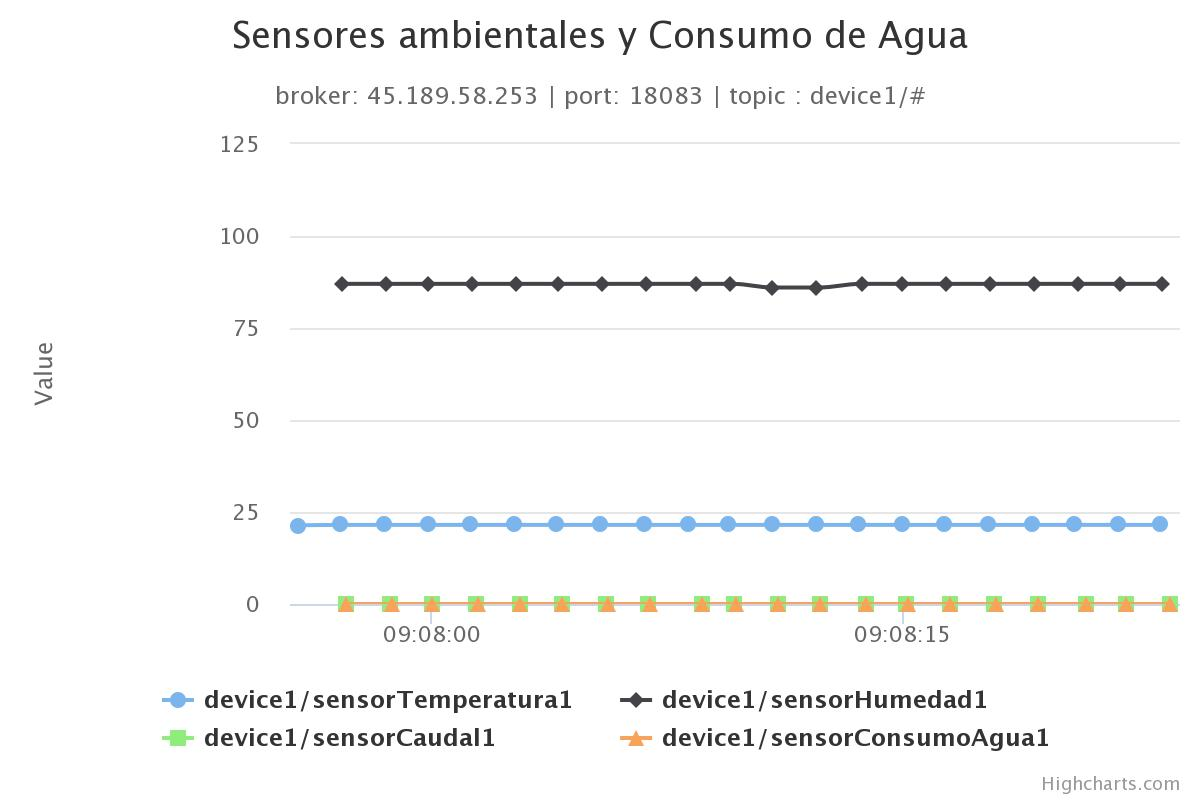 Sensores ambientales y Consumo de Agua
broker: 45.189.58.253 | port: 18083 | topic : device1/#
125
100
75
50
25
0
Value
09:08:00
09:08:15
device1/sensorTemperatura1
device1/sensorHumedad1
device1/sensorCaudal1
device1/sensorConsumoAgua1
Highcharts.com